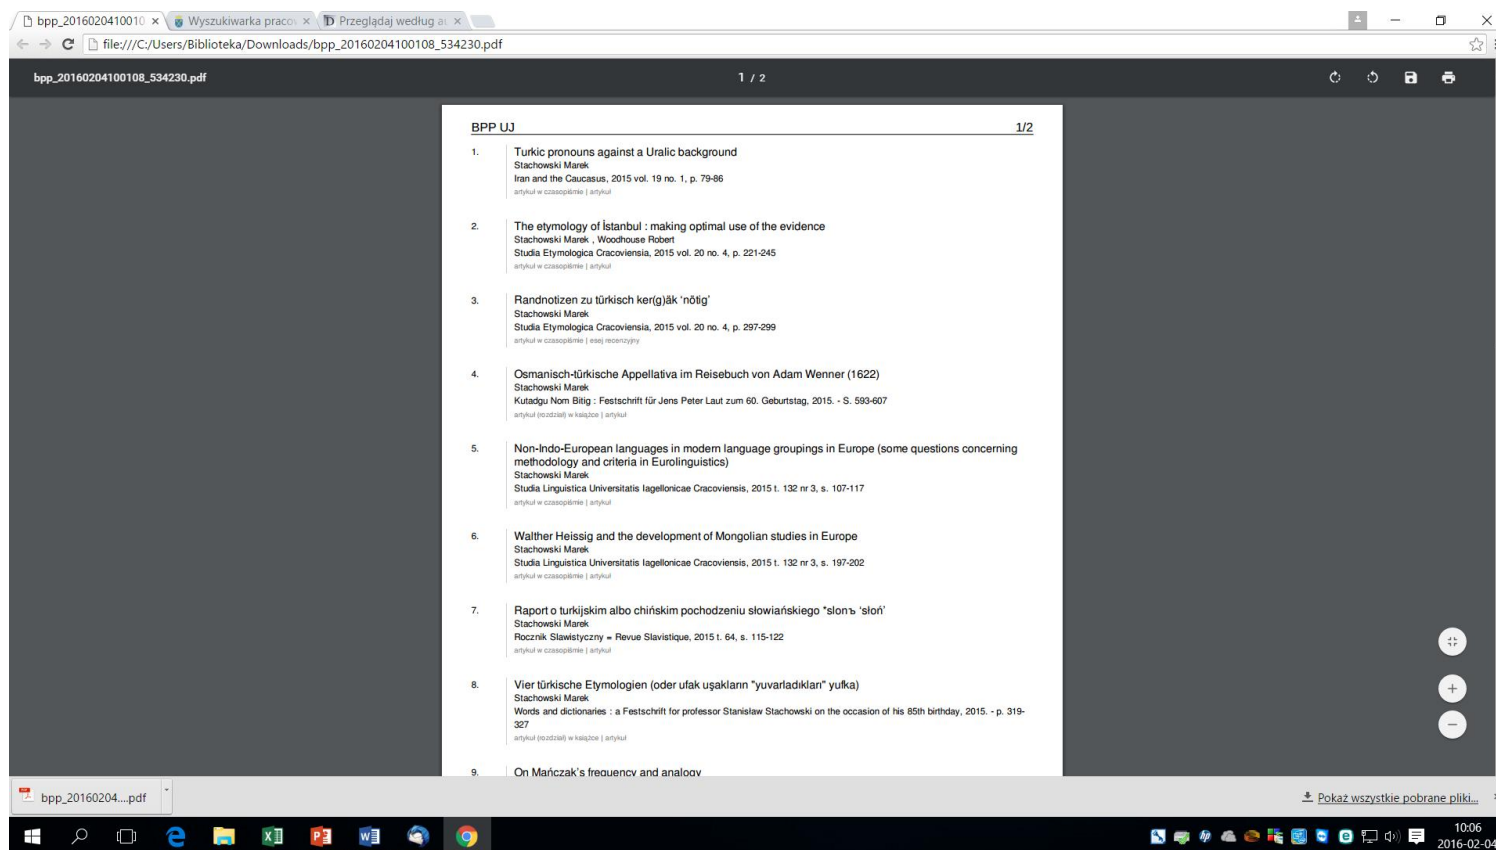 bpp_2016020410010
Wyszukiwarka praco
Przeglądaj według au
file:///C:/Users/Biblioteka/Downloads/bpp_20160204100108_534230.pdf
bpp_20160204100108_534230.pdf
1 / 2
BPP UJ 1/2
1. Turkic pronouns against a Uralic background
Stachowski Marek
Iran and the Caucasus, 2015 vol. 19 no. 1, p. 79-86
artykuł w czasopiśmie | artykuł
2. The etymology of İstanbul : making optimal use of the evidence
Stachowski Marek , Woodhouse Robert
Studia Etymologica Cracoviensia, 2015 vol. 20 no. 4, p. 221-245
artykuł w czasopiśmie | artykuł
3. Randnotizen zu türkisch ker(g)äk ‘nötig’
Stachowski Marek
Studia Etymologica Cracoviensia, 2015 vol. 20 no. 4, p. 297-299
artykuł w czasopiśmie | esej recenzyjny
4. Osmanisch-türkische Appellativa im Reisebuch von Adam Wenner (1622)
Stachowski Marek
Kutadgu Nom Bitig : Festschrift für Jens Peter Laut zum 60. Geburtstag, 2015. - S. 593-607
artykuł (rozdział) w książce | artykuł
5. Non-Indo-European languages in modern language groupings in Europe (some questions concerning
methodology and criteria in Eurolinguistics)
Stachowski Marek
Studia Linguistica Universitatis Iagellonicae Cracoviensis, 2015 t. 132 nr 3, s. 107-117
artykuł w czasopiśmie | artykuł
6. Walther Heissig and the development of Mongolian studies in Europe
Stachowski Marek
Studia Linguistica Universitatis Iagellonicae Cracoviensis, 2015 t. 132 nr 3, s. 197-202
artykuł w czasopiśmie | artykuł
7. Raport o turkijskim albo chińskim pochodzeniu słowiańskiego *slonъ ‘słoń’
Stachowski Marek
Rocznik Slawistyczny = Revue Slavistique, 2015 t. 64, s. 115-122
artykuł w czasopiśmie | artykuł
8. Vier türkische Etymologien (oder ufak uşakların "yuvarladıkları" yufka)
Stachowski Marek
Words and dictionaries : a Festschrift for professor Stanisław Stachowski on the occasion of his 85th birthday, 2015. - p. 319-
327
artykuł (rozdział) w książce | artykuł
9. On Mańczak’s frequency and analogy
bpp_20160204....pdf
Pokaż wszystkie pobrane pliki...
10:06
2016-02-04